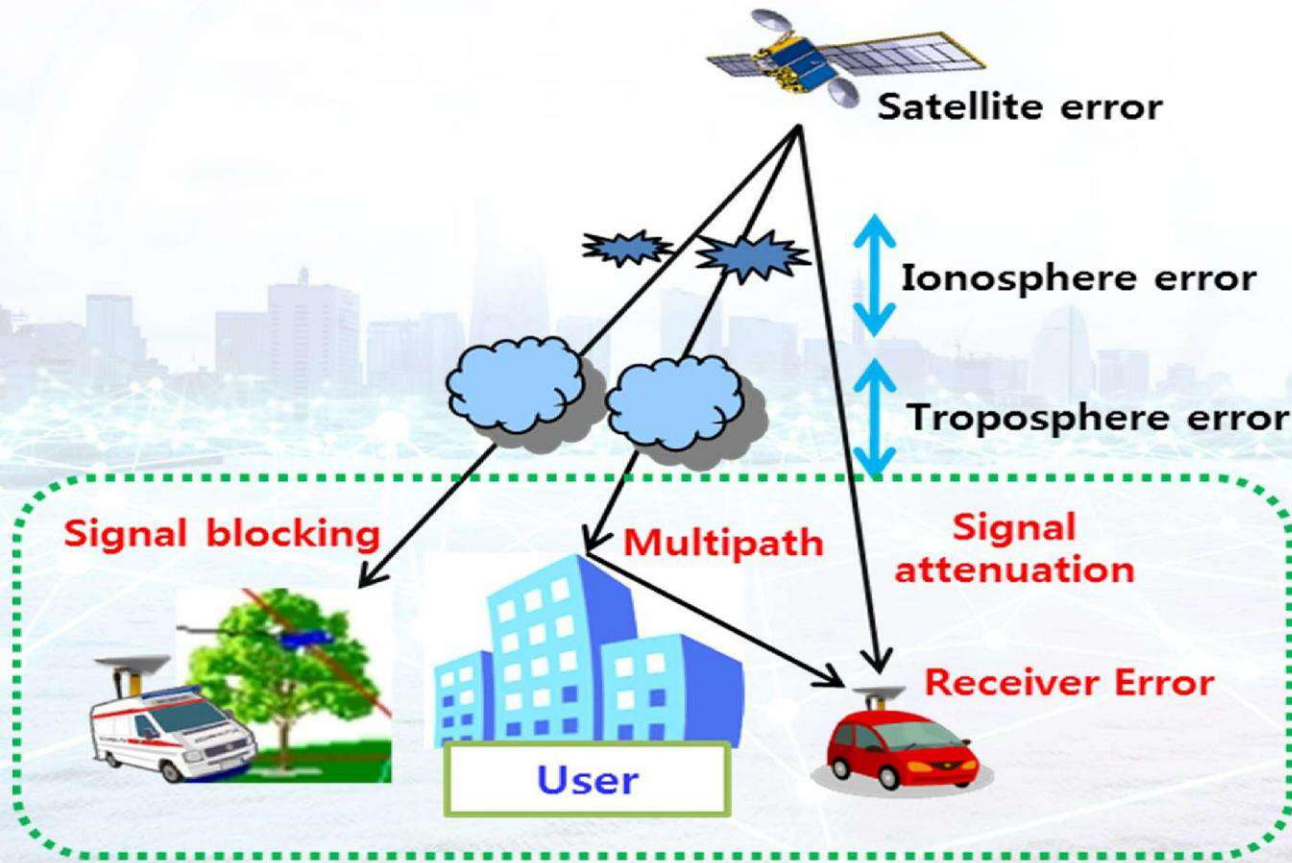 Satellite error
Ionosphere error
Troposphere error
Signal blocking
Multipath
Signal
attenuation
Receiver Error
User